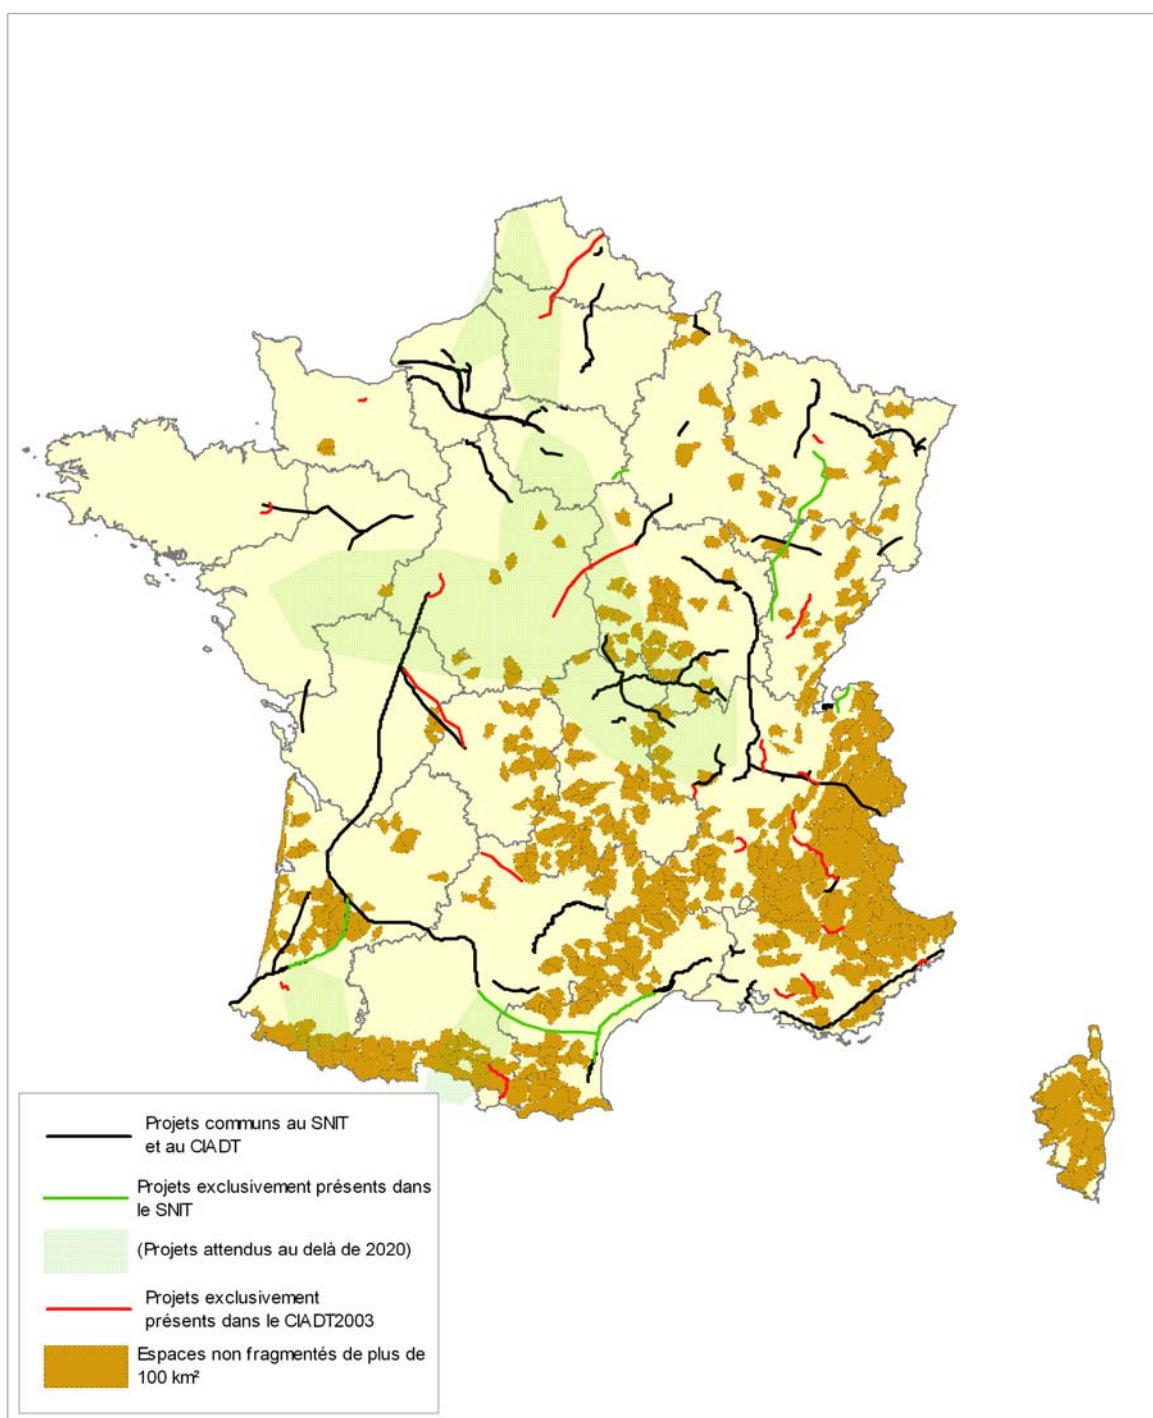 Projets communs au SNIT
et au CIADT
Projets exclusivement présents dans
le SNIT
(Projets attendus au delà de 2020)
Projets exclusivement
présents dans le CIADT2003
Espaces non fragmentés de plus de
100 km²